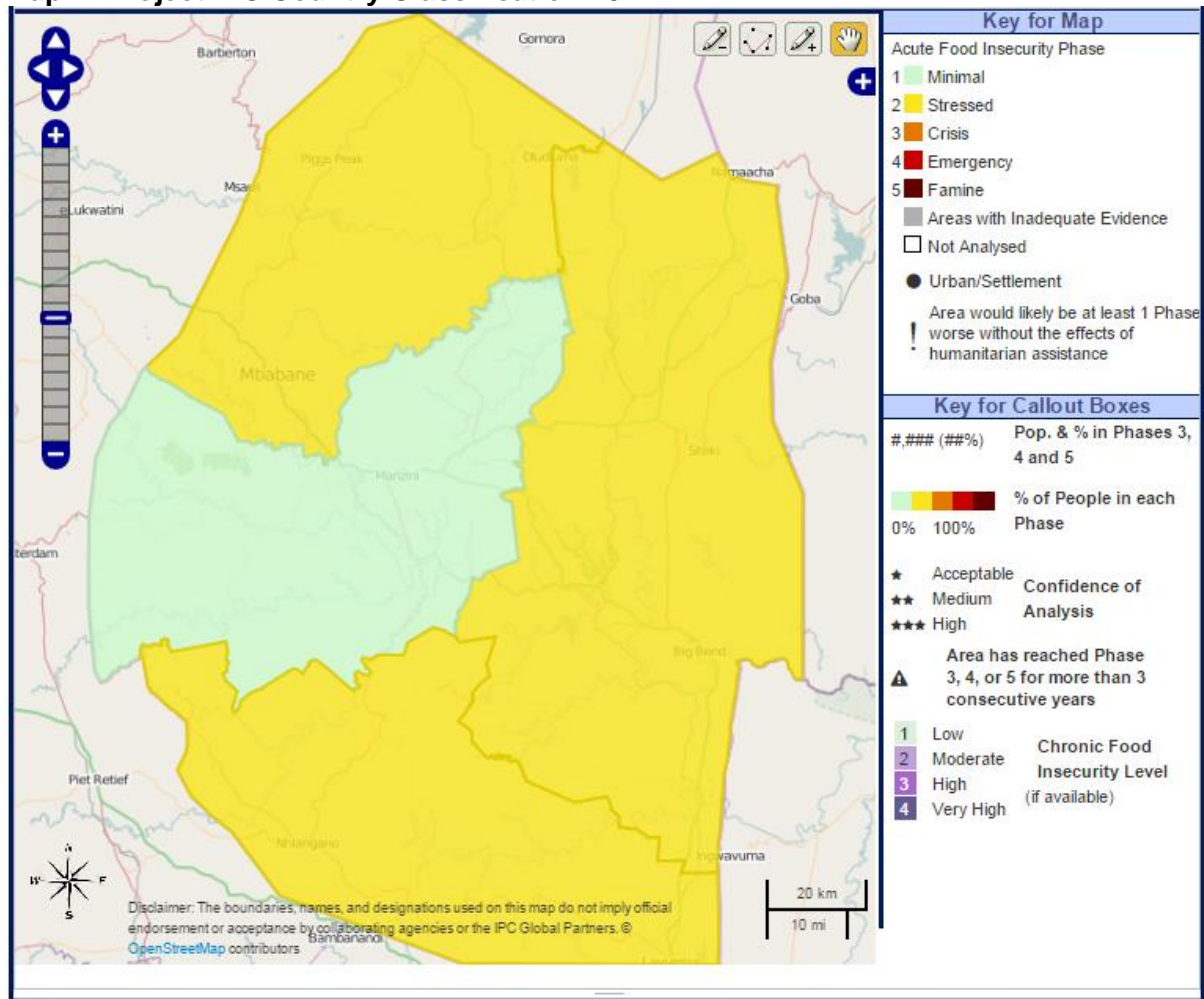 Barberton
Gomora
Piggs Peak
Msauli
eLukwatini
Namaacha
Goba
Mbabane
Manzini
Siteki
terdam
Big Bend
Piet Retief
Nhlangano
Ingwavuma
N
W
E
S
20 km
10 mi
Disclaimer: The boundaries, names, and designations used on this map do not imply official
endorsement or acceptance by collaborating agencies or the IPC Global Partners. ©
OpenStreetMap contributors
Bambanana
Key for Map
Acute Food Insecurity Phase
1 Minimal
2 Stressed
3 Crisis
4 Emergency
5 Famine
Areas with Inadequate Evidence
Not Analysed
Urban/Settlement
Area would likely be at least 1 Phase
! worse without the effects of
humanitarian assistance
Key for Callout Boxes
#,### (##%) Pop. & % in Phases 3,
4 and 5
% of People in each
Phase
0% 100%
★ Acceptable
★★ Medium
★★★ High
Confidence of
Analysis
Area has reached Phase
3, 4, or 5 for more than 3
consecutive years
1 Low
2 Moderate
3 High
4 Very High
Chronic Food
Insecurity Level
(if available)